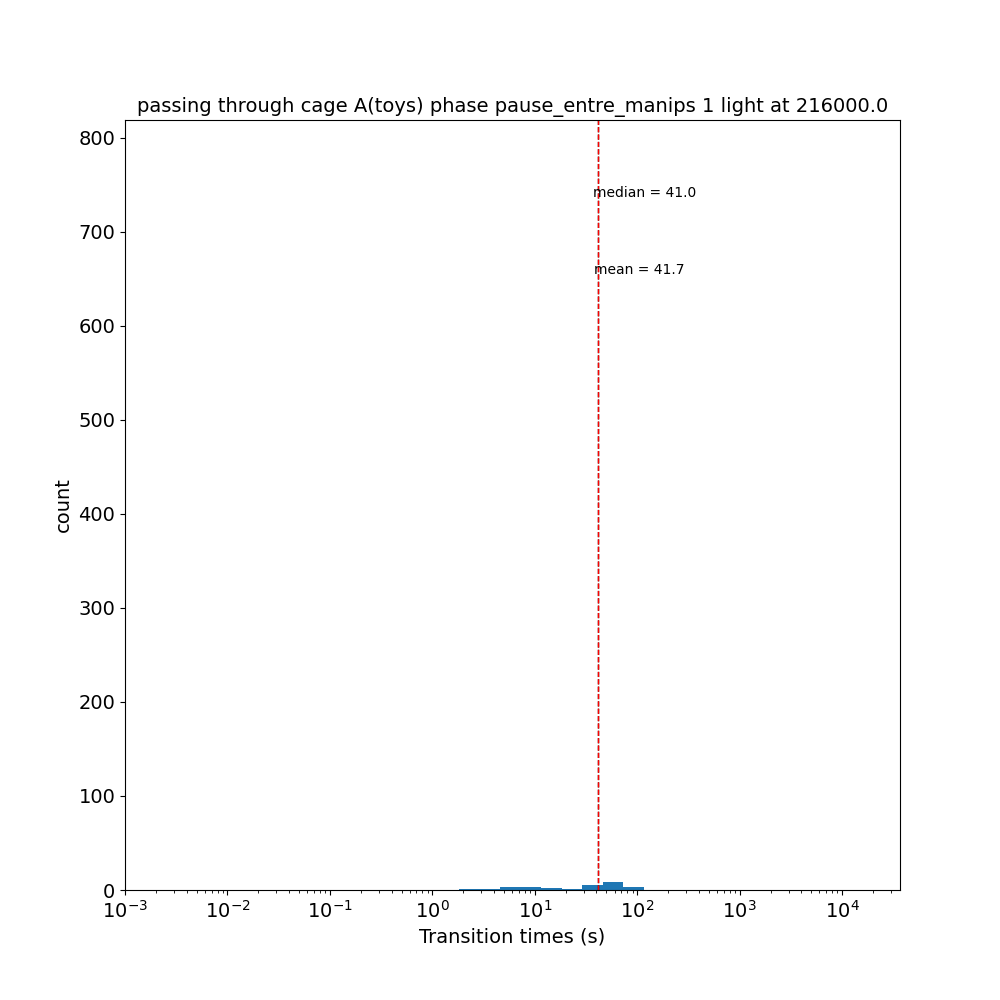 passing through cage A(toys) phase pause_entre_manips 1 light at 216000.0
800
median = 41.0
700
mean = 41.7
600
500
count
400
300
200
100
0
10⁻³ 10⁻² 10⁻¹ 10⁰ 10¹ 10² 10³ 10⁴
Transition times (s)